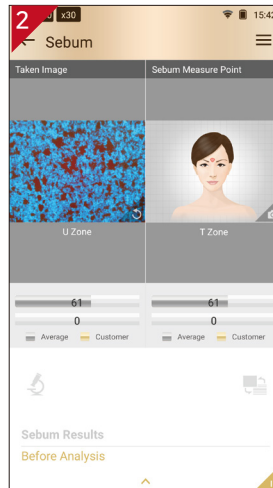 2
x30
15:42
Sebum
Taken Image
Sebum Measure Point
U Zone
T Zone
61
61
0
0
Average Customer
Average Customer
Sebum Results
Before Analysis